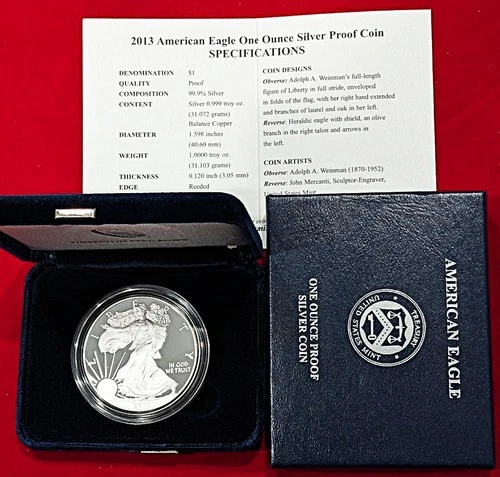 2013 American Eagle One Ounce Silver Proof Coin
SPECIFICATIONS
DENOMINATION $1
QUALITY Proof
COMPOSITION 99.9% Silver
CONTENT Silver 0.999 troy oz.
(31.072 grams)
Balance Copper
DIAMETER 1.598 inches
(40.60 mm)
WEIGHT 1.0000 troy oz.
(31.103 grams)
THICKNESS 0.120 inch (3.05 mm)
EDGE Reeded
COIN DESIGNS
Obverse: Adolph A. Weinman's full-length
figure of Liberty in full stride, enveloped
in folds of the flag, with her right hand extended
and branches of laurel and oak in her left.
Reverse: Heraldic eagle with shield, an olive
branch in the right talon and arrows in
the left.
COIN ARTISTS
Obverse: Adolph A. Weinman (1870-1952)
Reverse: John Mercanti, Sculptor-Engraver,
United States Mint
IN GOD
WE TRUST
AMERICAN EAGLE
ONE OUNCE PROOF
SILVER COIN
TREASURY
UNITED STATES MINT